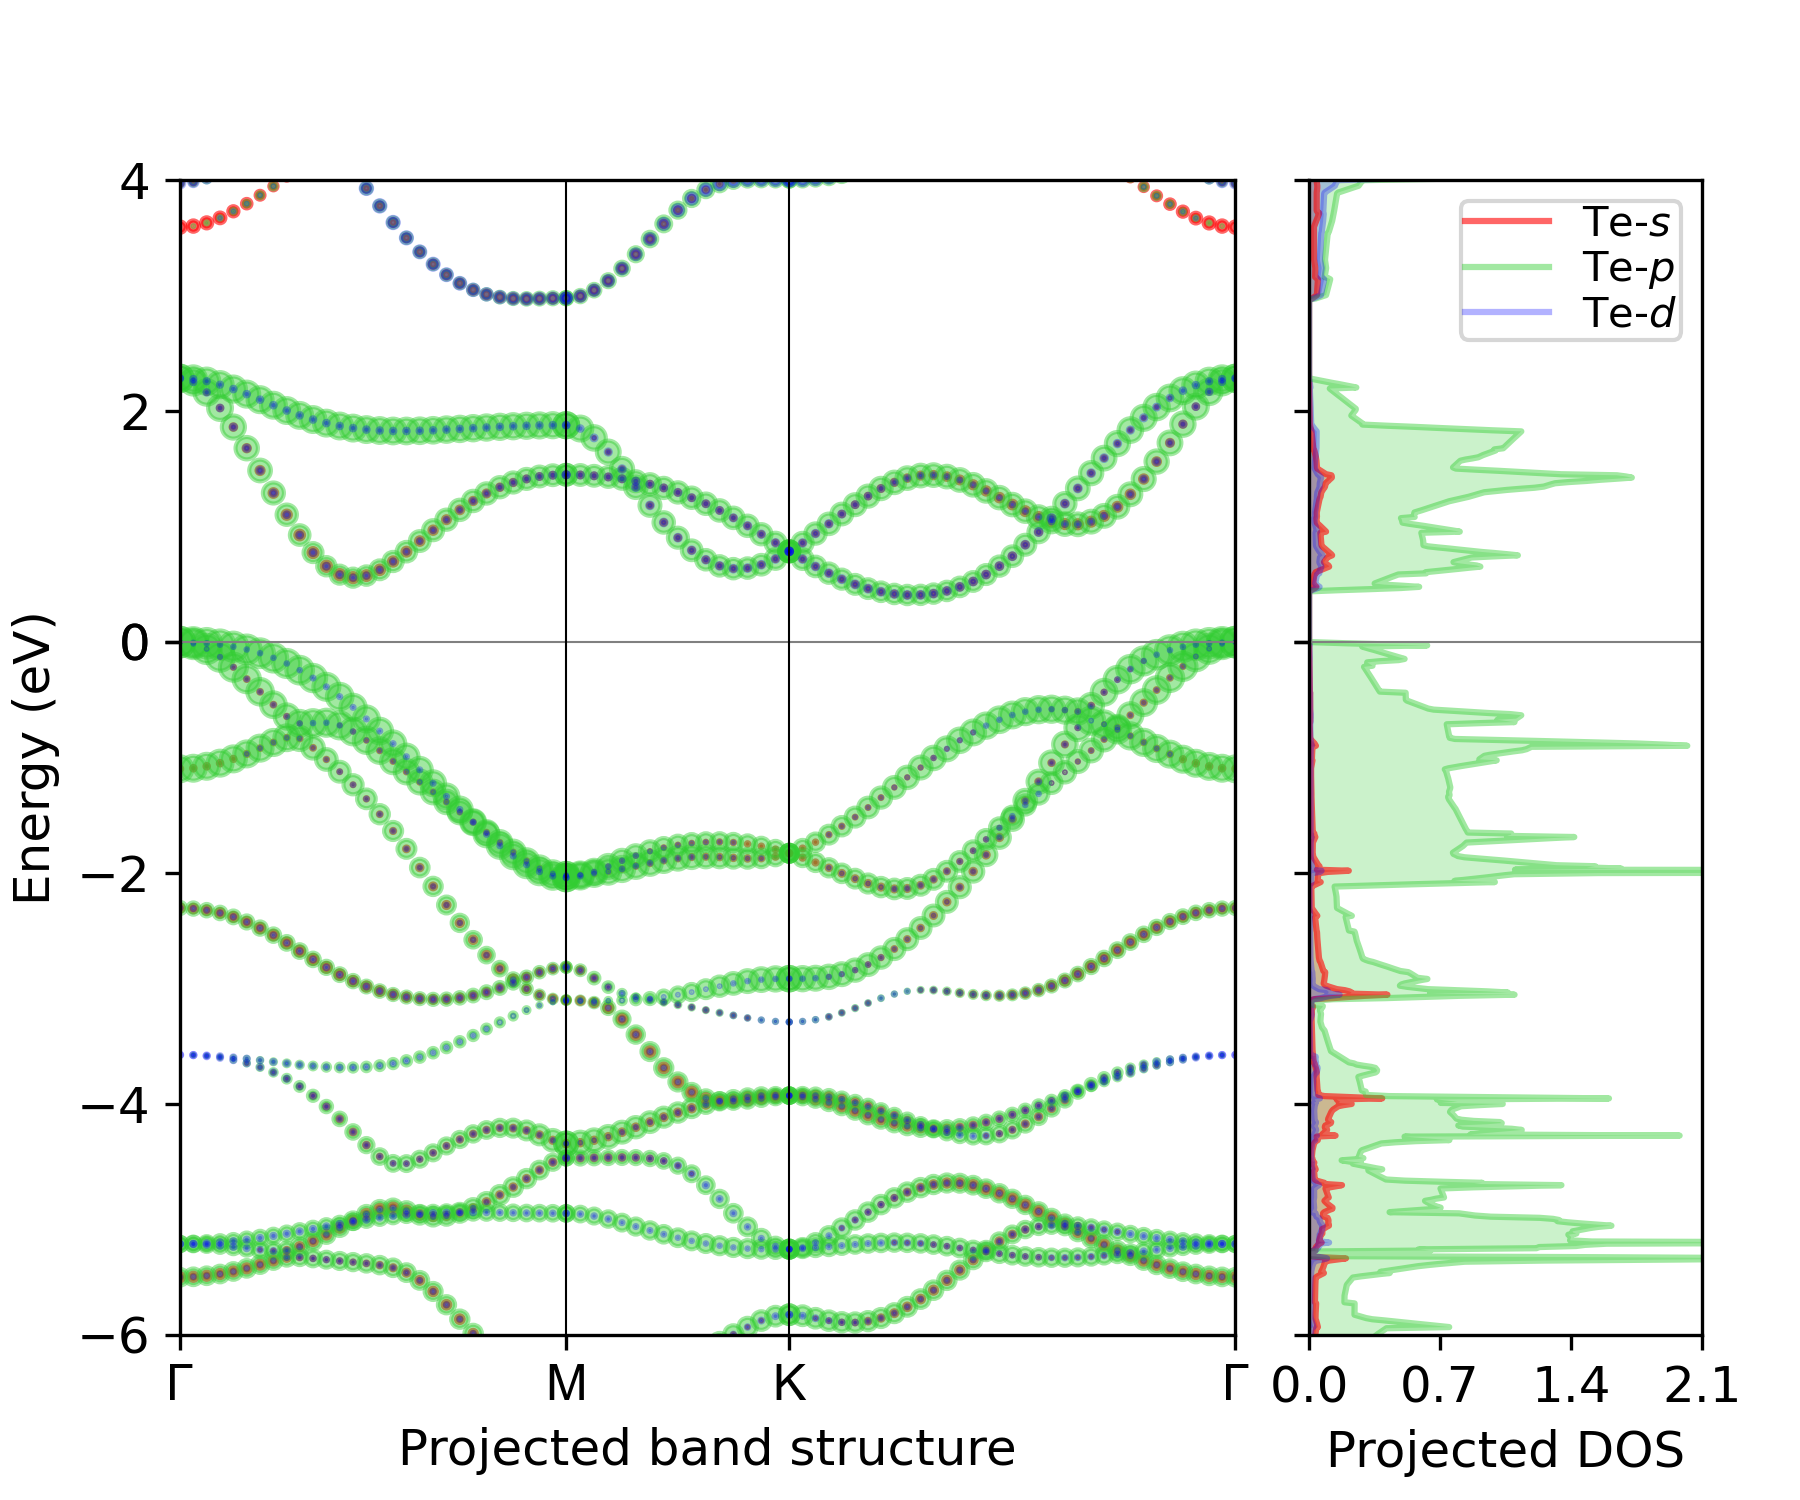 4
2
0
−2
−4
−6
Energy (eV)
Γ
M
K
Γ
Projected band structure
Te-s
Te-p
Te-d
0.0
0.7
1.4
2.1
Projected DOS